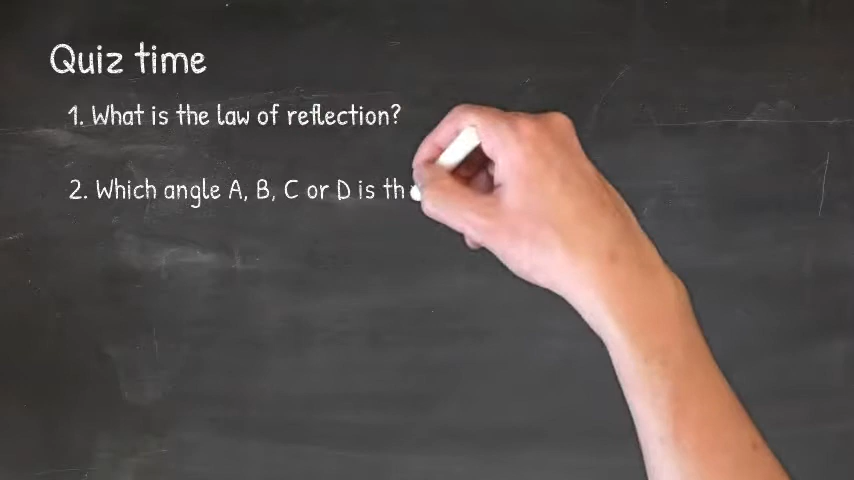 Quiz time
1. What is the law of reflection?
2. Which angle A, B, C or D is th